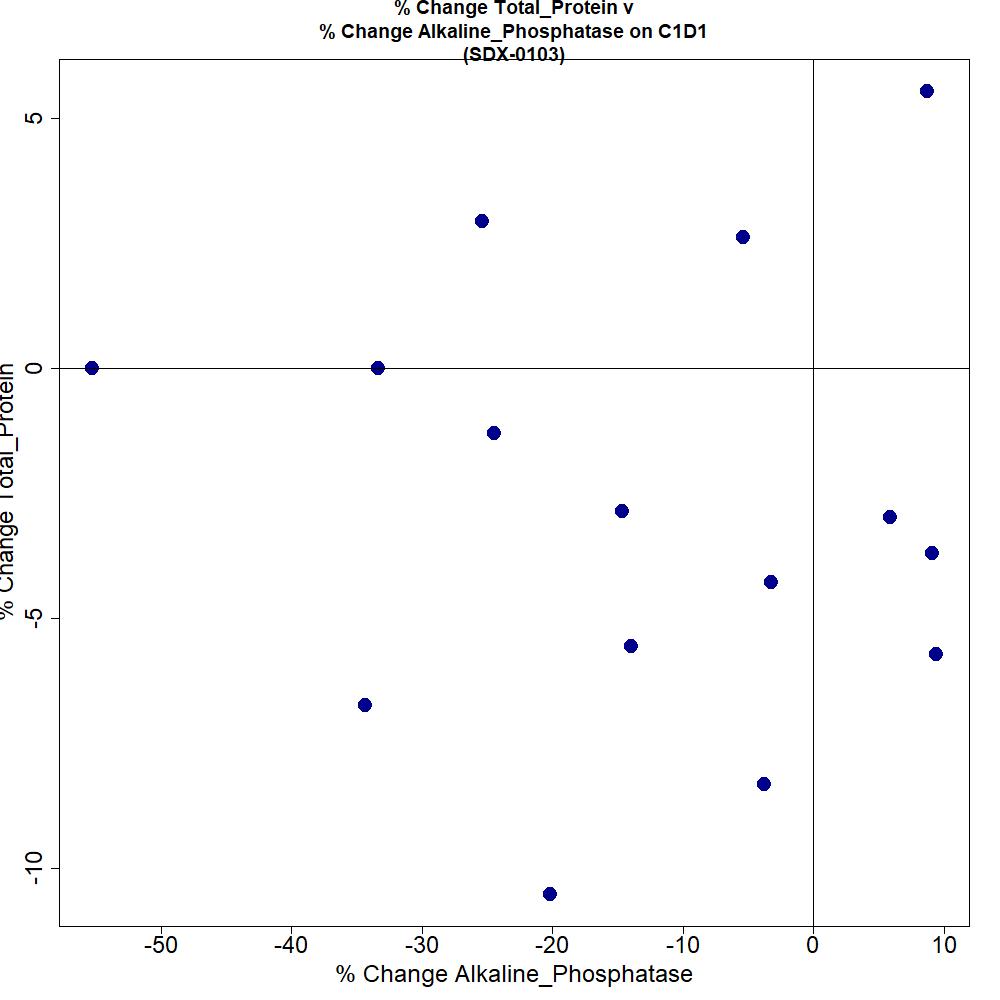 % Change Total_Protein v
% Change Alkaline_Phosphatase on C1D1
(SDX-0103)
% Change Total_Protein
5
0
-5
-10
-50
-40
-30
-20
-10
0
10
% Change Alkaline_Phosphatase